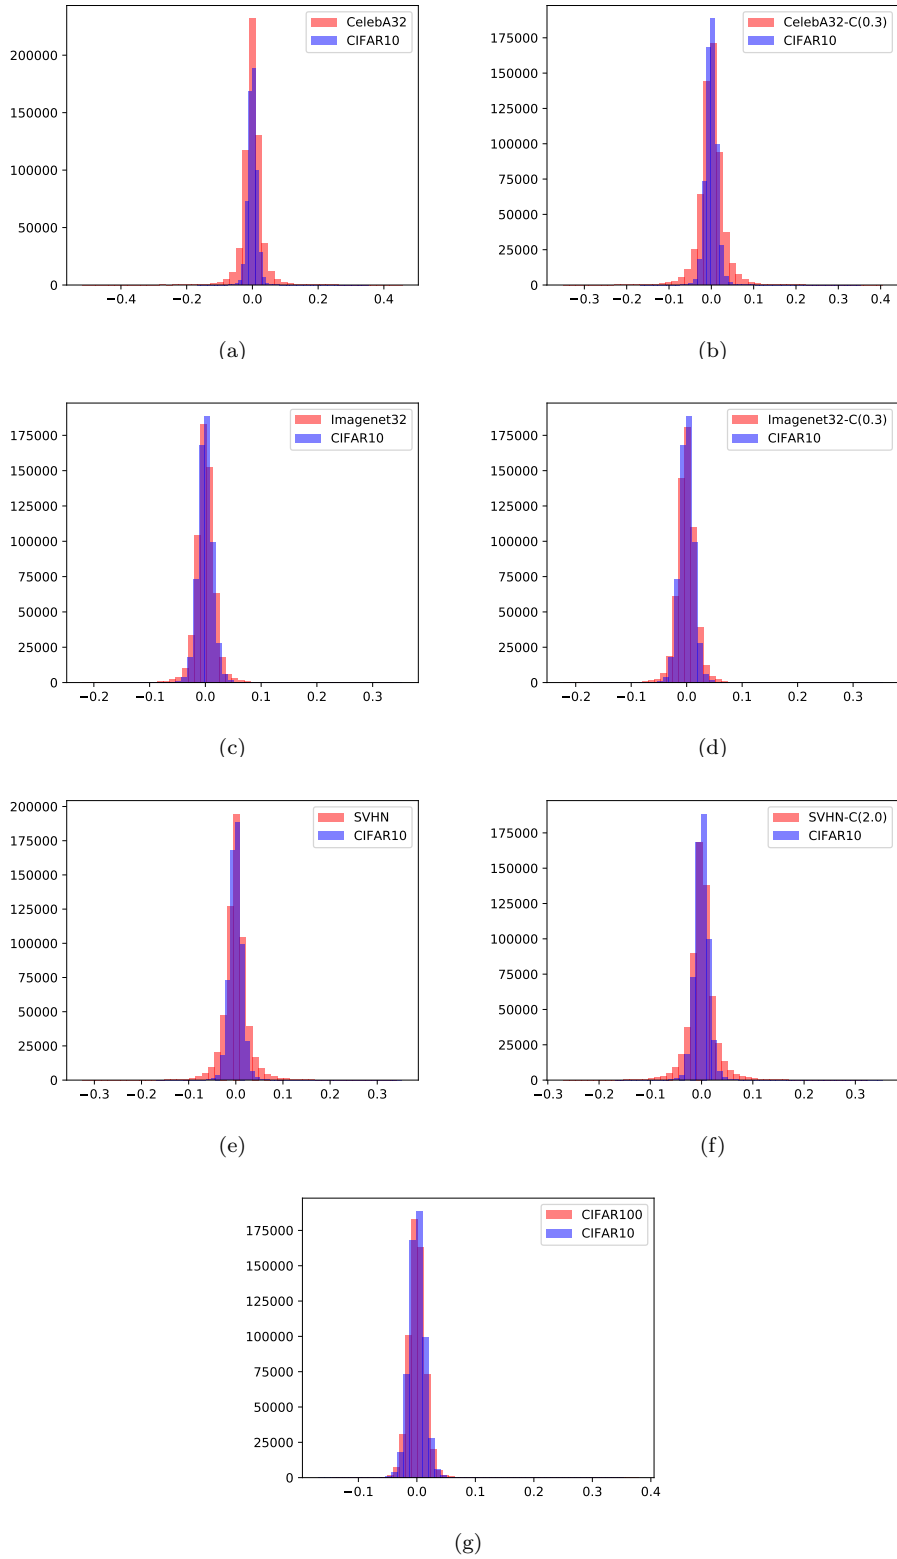 CelebA32
CIFAR10
200000
150000
100000
50000
0
−0.4 −0.2 0.0 0.2 0.4
(a)
CelebA32-C(0.3)
CIFAR10
175000
150000
125000
100000
75000
50000
25000
0
−0.3 −0.2 −0.1 0.0 0.1 0.2 0.3 0.4
(b)
Imagenet32
CIFAR10
175000
150000
125000
100000
75000
50000
25000
0
−0.2 −0.1 0.0 0.1 0.2 0.3
(c)
Imagenet32-C(0.3)
CIFAR10
175000
150000
125000
100000
75000
50000
25000
0
−0.2 −0.1 0.0 0.1 0.2 0.3
(d)
SVHN
CIFAR10
200000
175000
150000
125000
100000
75000
50000
25000
0
−0.3 −0.2 −0.1 0.0 0.1 0.2 0.3
(e)
SVHN-C(2.0)
CIFAR10
175000
150000
125000
100000
75000
50000
25000
0
−0.3 −0.2 −0.1 0.0 0.1 0.2 0.3
(f)
CIFAR100
CIFAR10
175000
150000
125000
100000
75000
50000
25000
0
−0.1 0.0 0.1 0.2 0.3 0.4
(g)